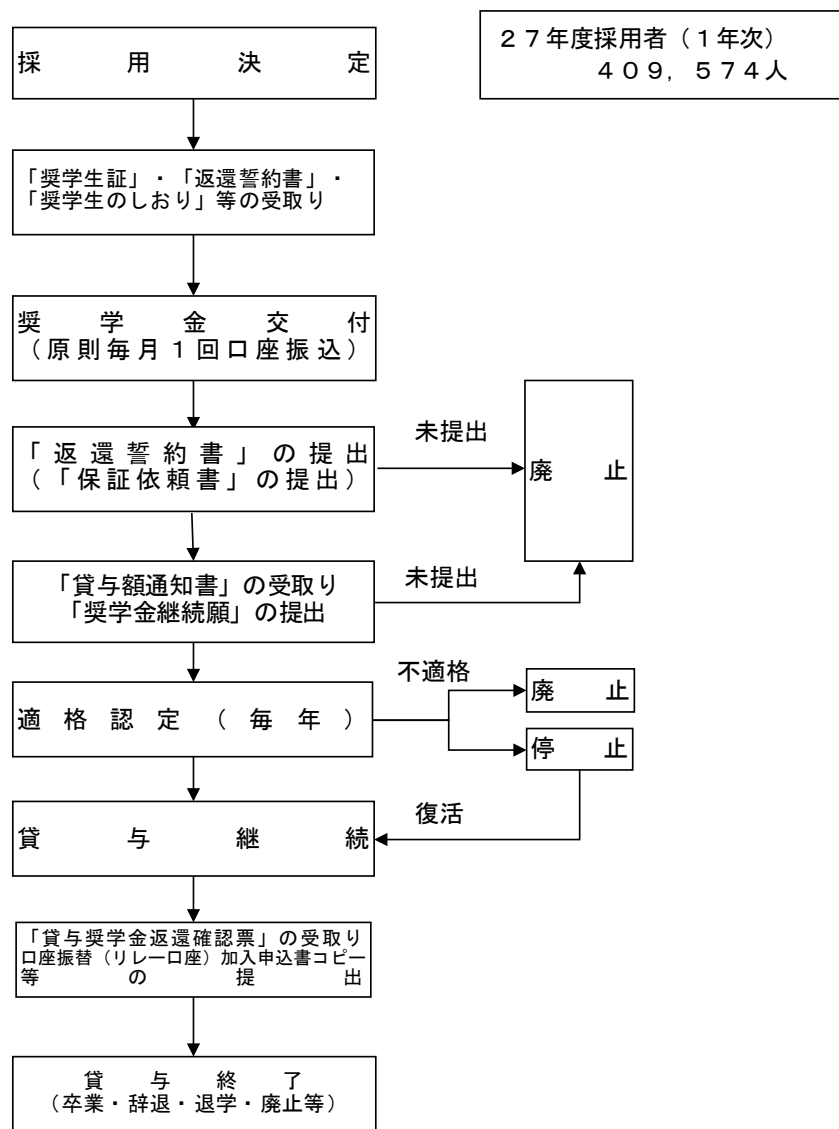 採用決定
２７年度採用者（１年次）
４０９，５７４人
「奨学生証」・「返還誓約書」・
「奨学生のしおり」等の受取り
奨学金交付
（原則毎月１回口座振込）
「返還誓約書」の提出
（「保証依頼書」の提出）
未提出
廃止
「貸与額通知書」の受取り
「奨学金継続願」の提出
未提出
適格認定（毎年）
不適格
廃止
停止
貸与継続
復活
「貸与奨学金返還確認票」の受取り
口座振替（リレー口座）加入申込書コピー
等の提出
貸与終了
（卒業・辞退・退学・廃止等）